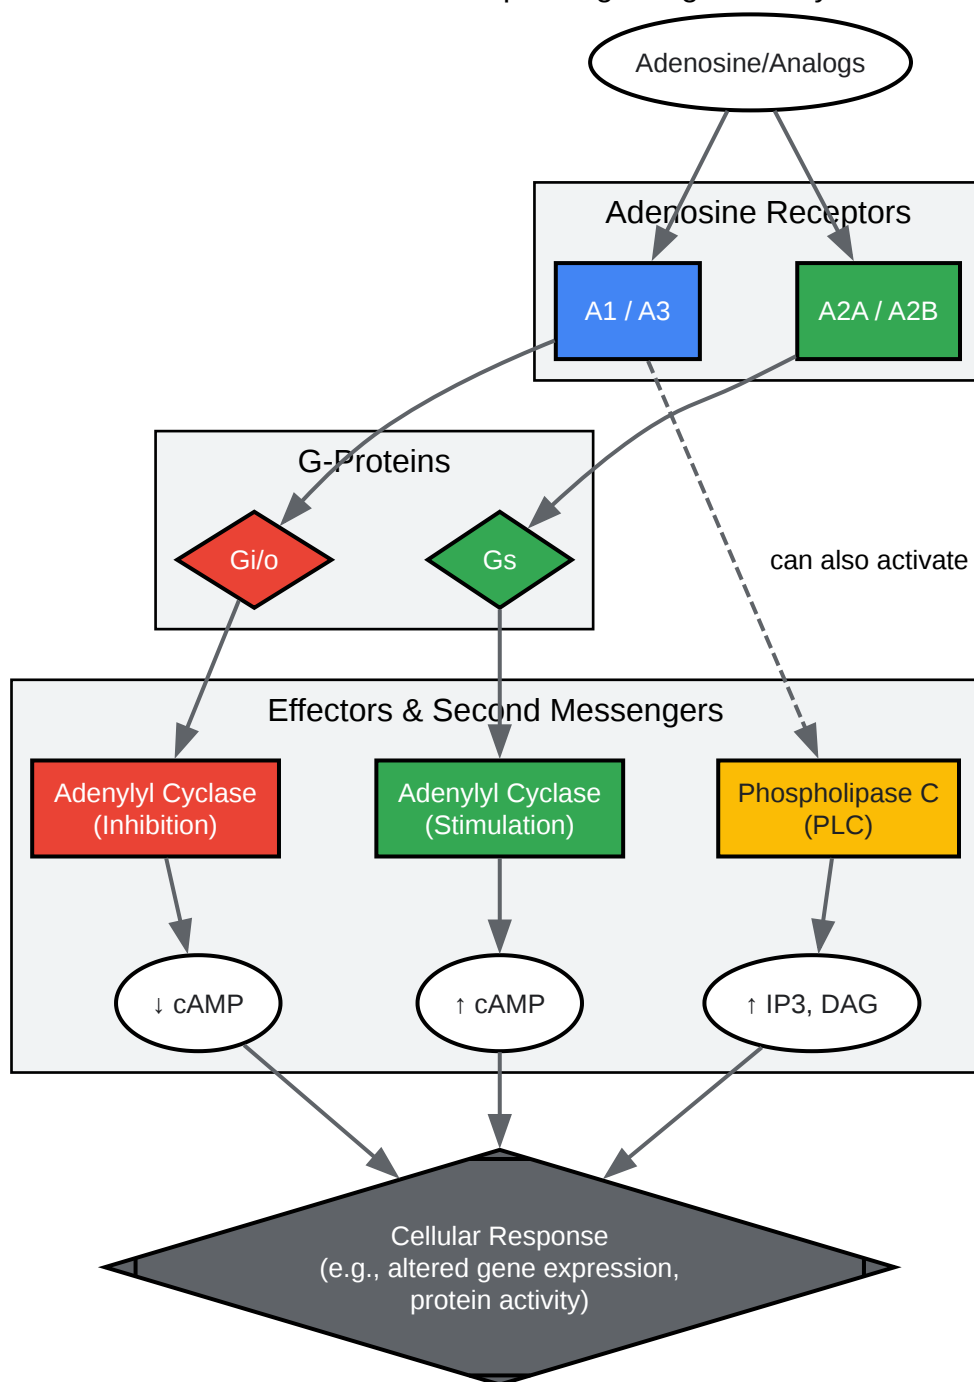 Adenosine/Analogs
Adenosine Receptors
A1 / A3
A2A / A2B
G-Proteins
Gi/o
Gs
can also activate
Effectors & Second Messengers
Adenylyl Cyclase
(Inhibition)
Adenylyl Cyclase
(Stimulation)
Phospholipase C
(PLC)
↓ cAMP
↑ cAMP
↑ IP3, DAG
Cellular Response
(e.g., altered gene expression,
protein activity)